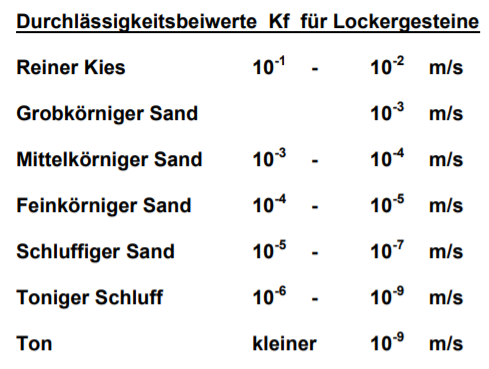 Durchlässigkeitsbeiwerte Kf für Lockergesteine
Reiner Kies 10⁻¹ - 10⁻² m/s
Grobkörniger Sand 10⁻³ m/s
Mittelkörniger Sand 10⁻³ - 10⁻⁴ m/s
Feinkörniger Sand 10⁻⁴ - 10⁻⁵ m/s
Schluffiger Sand 10⁻⁵ - 10⁻⁷ m/s
Toniger Schluff 10⁻⁶ - 10⁻⁹ m/s
Ton kleiner 10⁻⁹ m/s